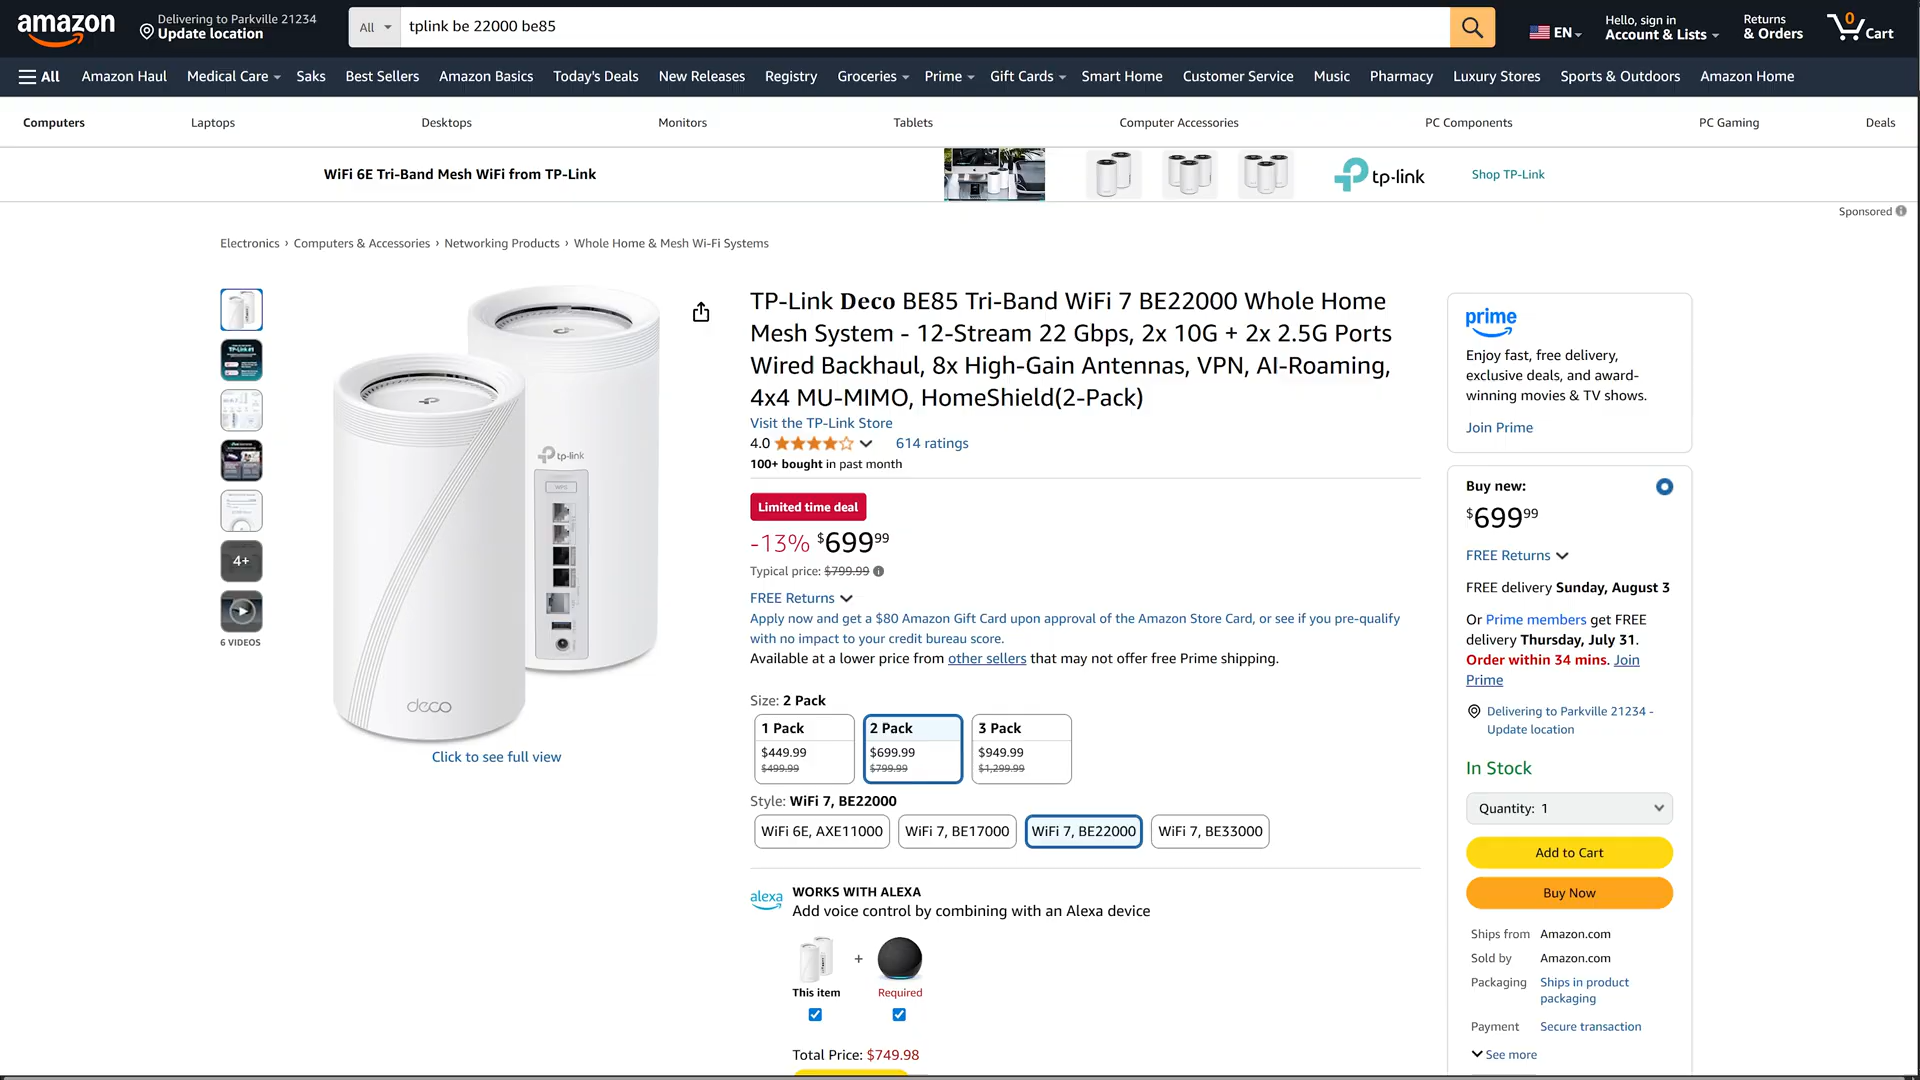 amazon
Delivering to Parkville 21234
Update location
All
tplink be 22000 be85
EN
Hello, sign in
Account & Lists
Returns
& Orders
0
Cart
All
Amazon Haul
Medical Care
Saks
Best Sellers
Amazon Basics
Today's Deals
New Releases
Registry
Groceries
Prime
Gift Cards
Smart Home
Customer Service
Music
Pharmacy
Luxury Stores
Sports & Outdoors
Amazon Home
Computers
Laptops
Desktops
Monitors
Tablets
Computer Accessories
PC Components
PC Gaming
Deals
WiFi 6E Tri-Band Mesh WiFi from TP-Link
tp-link
Shop TP-Link
Sponsored
Electronics › Computers & Accessories › Networking Products › Whole Home & Mesh Wi-Fi Systems
4+
6 VIDEOS
tp-link
WPS
deco
Click to see full view
TP-Link Deco BE85 Tri-Band WiFi 7 BE22000 Whole Home
Mesh System - 12-Stream 22 Gbps, 2x 10G + 2x 2.5G Ports
Wired Backhaul, 8x High-Gain Antennas, VPN, AI-Roaming,
4x4 MU-MIMO, HomeShield(2-Pack)
Visit the TP-Link Store
4.0
614 ratings
100+ bought in past month
Limited time deal
-13% $699 99
Typical price: $799.99
FREE Returns
Apply now and get a $80 Amazon Gift Card upon approval of the Amazon Store Card, or see if you pre-qualify
with no impact to your credit bureau score.
Available at a lower price from other sellers that may not offer free Prime shipping.
Size: 2 Pack
1 Pack
$449.99
$499.99
2 Pack
$699.99
$799.99
3 Pack
$949.99
$1,299.99
Style: WiFi 7, BE22000
WiFi 6E, AXE11000
WiFi 7, BE17000
WiFi 7, BE22000
WiFi 7, BE33000
alexa
WORKS WITH ALEXA
Add voice control by combining with an Alexa device
+
This item
Required
Total Price: $749.98
prime
Enjoy fast, free delivery,
exclusive deals, and award-
winning movies & TV shows.
Join Prime
Buy new:
$699 99
FREE Returns
FREE delivery Sunday, August 3
Or Prime members get FREE
delivery Thursday, July 31.
Order within 34 mins. Join
Prime
Delivering to Parkville 21234 -
Update location
In Stock
Quantity: 1
Add to Cart
Buy Now
Ships from Amazon.com
Sold by Amazon.com
Packaging Ships in product
packaging
Payment Secure transaction
See more